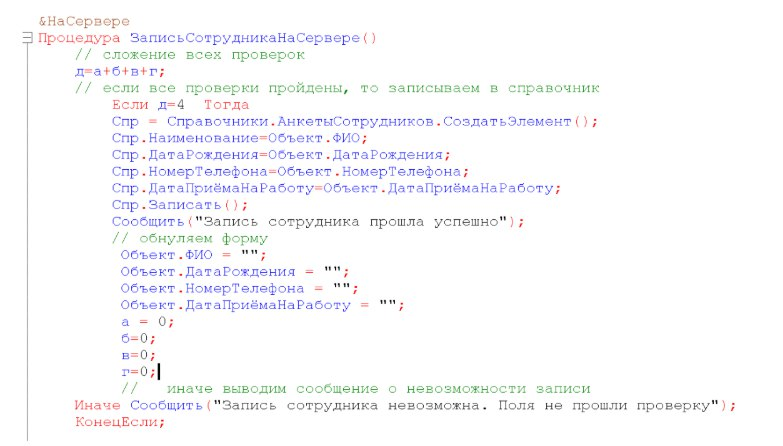 &НаСервере
Процедура ЗаписьСотрудникаНаСервере()
// сложение всех проверок
д=а+б+в+г;
// если все проверки пройдены, то записываем в справочник
Если д=4  Тогда
Спр = Справочники.АнкетыСотрудников.СоздатьЭлемент();
Спр.Наименование=Объект.ФИО;
Спр.ДатаРождения=Объект.ДатаРождения;
Спр.НомерТелефона=Объект.НомерТелефона;
Спр.ДатаПриёмаНаРаботу=Объект.ДатаПриёмаНаРаботу;
Спр.Записать();
Сообщить("Запись сотрудника прошла успешно");
// обнуляем форму
Объект.ФИО = "";
Объект.ДатаРождения = "";
Объект.НомерТелефона = "";
Объект.ДатаПриёмаНаРаботу = "";
а = 0;
б=0;
в=0;
г=0;
//   иначе выводим сообщение о невозможности записи
Иначе Сообщить("Запись сотрудника невозможна. Поля не прошли проверку");
КонецЕсли;